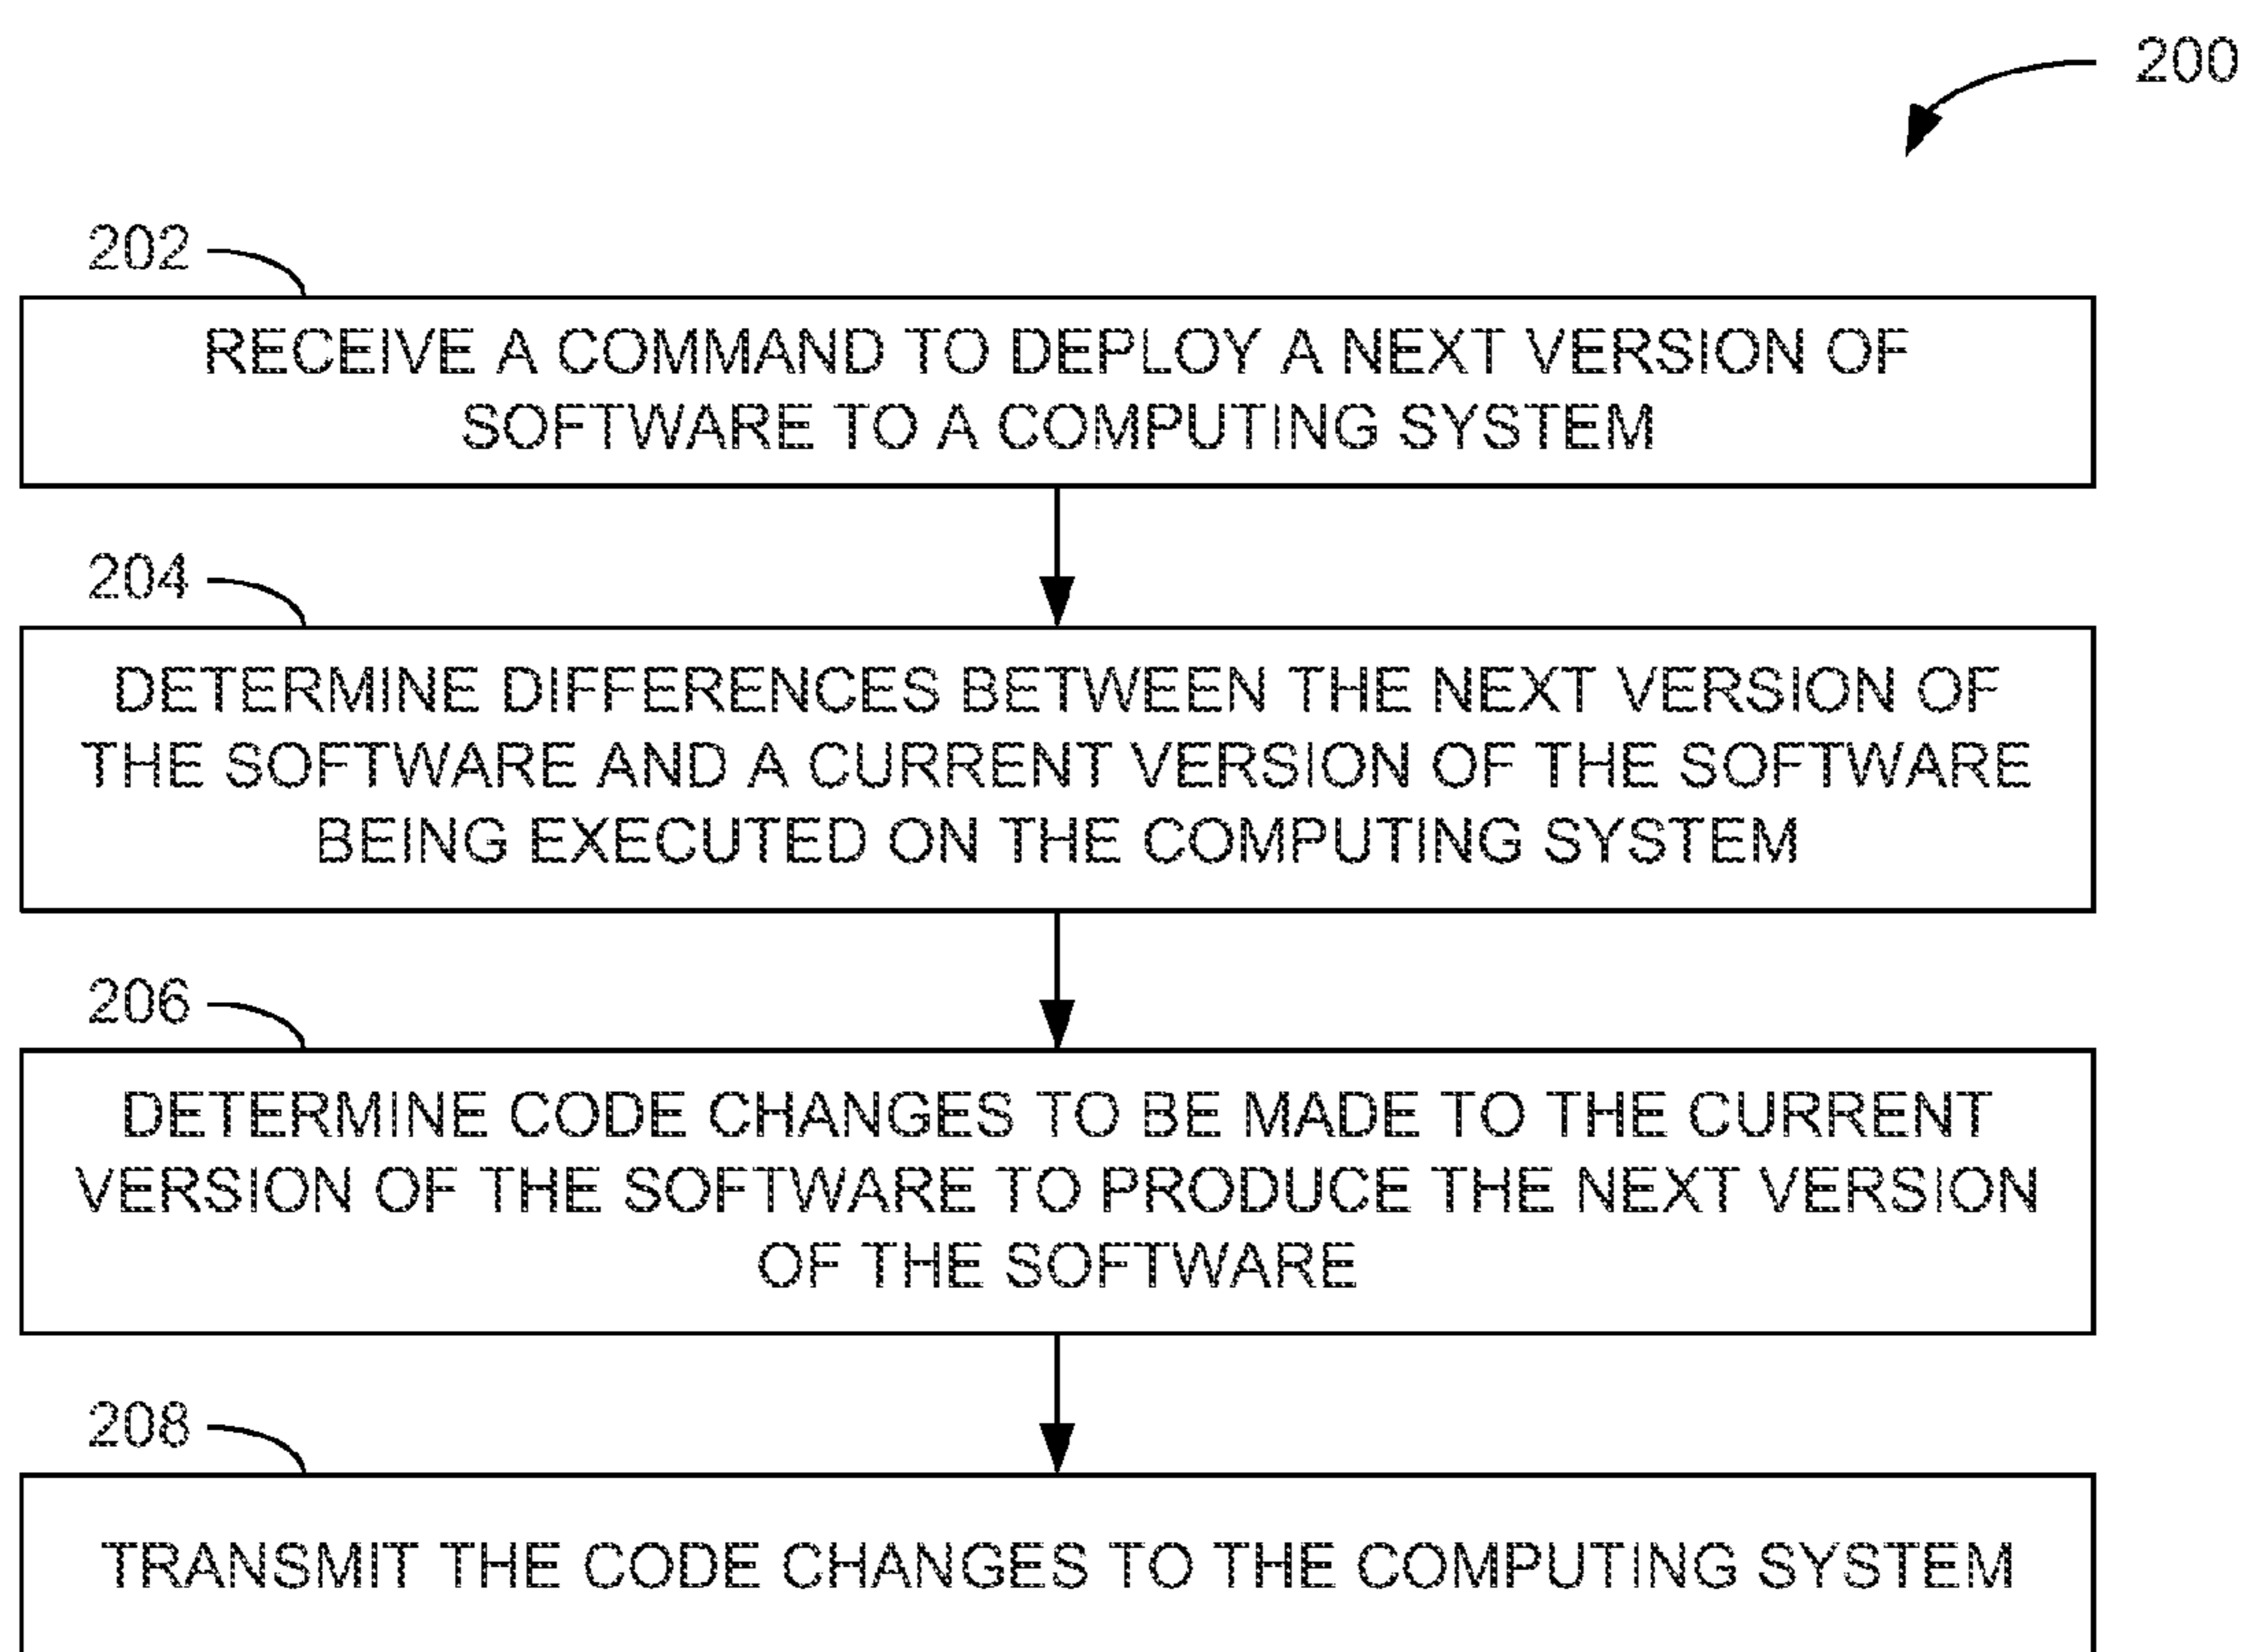 200
202
RECEIVE A COMMAND TO DEPLOY A NEXT VERSION OF
SOFTWARE TO A COMPUTING SYSTEM
204
DETERMINE DIFFERENCES BETWEEN THE NEXT VERSION OF
THE SOFTWARE AND A CURRENT VERSION OF THE SOFTWARE
BEING EXECUTED ON THE COMPUTING SYSTEM
206
DETERMINE CODE CHANGES TO BE MADE TO THE CURRENT
VERSION OF THE SOFTWARE TO PRODUCE THE NEXT VERSION
OF THE SOFTWARE
208
TRANSMIT THE CODE CHANGES TO THE COMPUTING SYSTEM